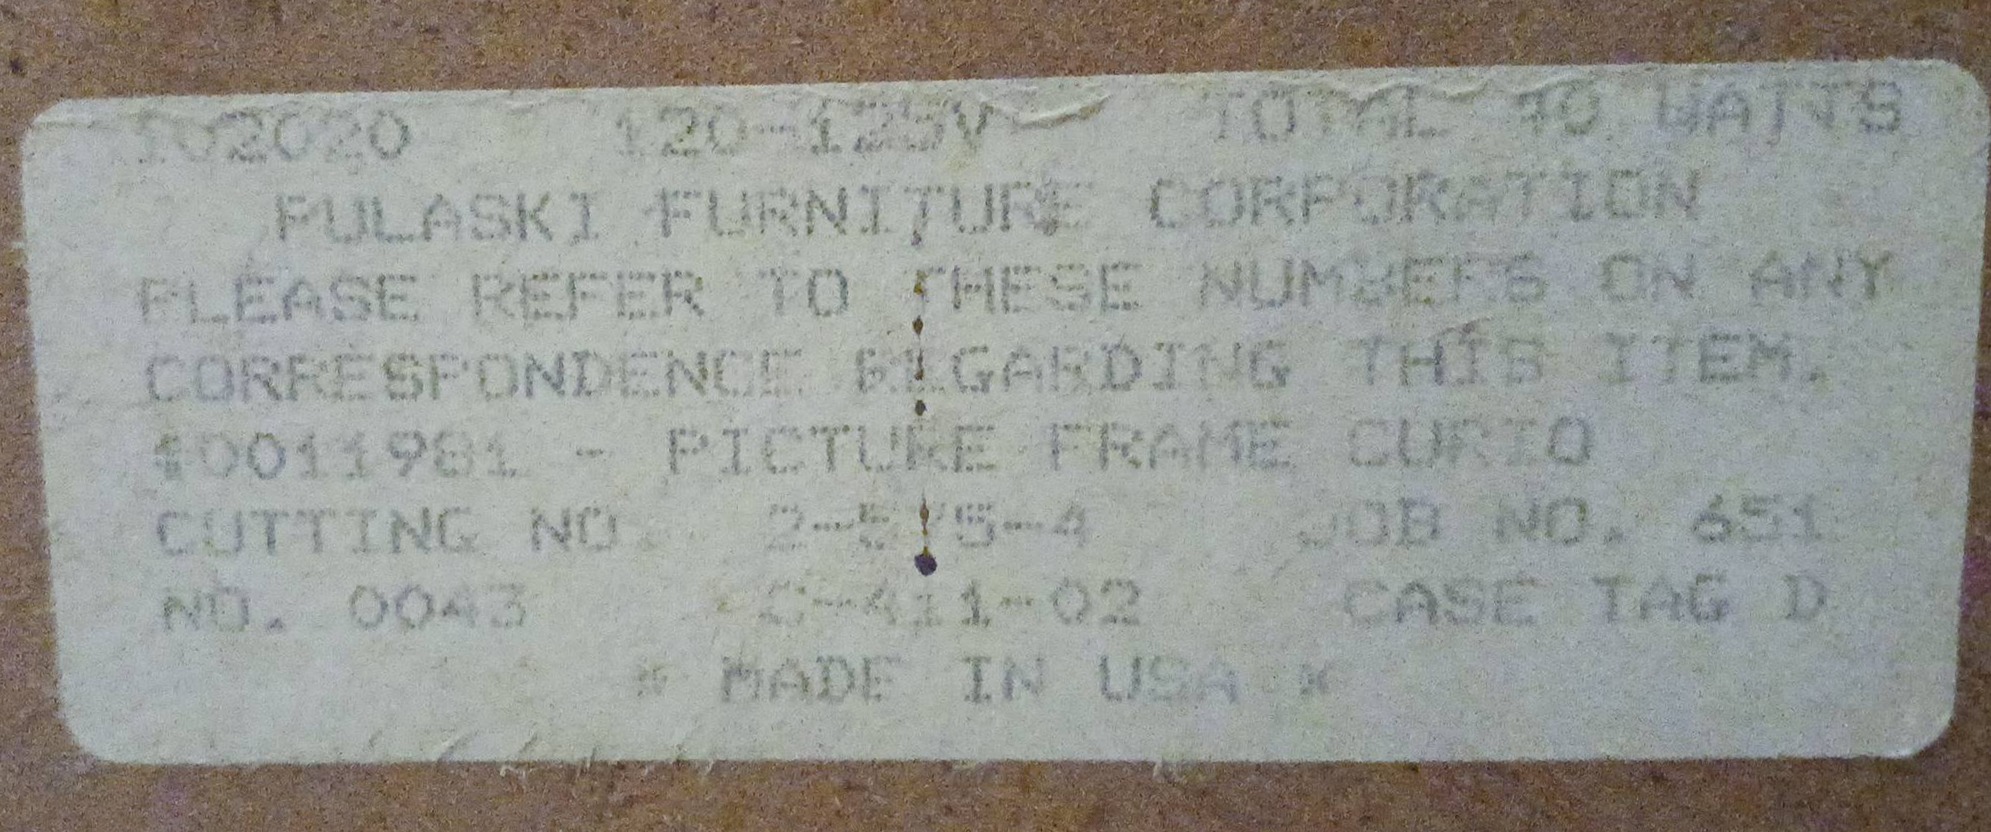 102020 120-125V TOTAL 40 WATTS
PULASKI FURNITURE CORPORATION
PLEASE REFER TO THESE NUMBERS ON ANY
CORRESPONDENCE REGARDING THIS ITEM.
#0011981 - PICTURE FRAME CURIO
CUTTING NO. 2-575-4 JOB NO. 651
NO. 0043 C-411-02 CASE TAG D
* MADE IN USA *